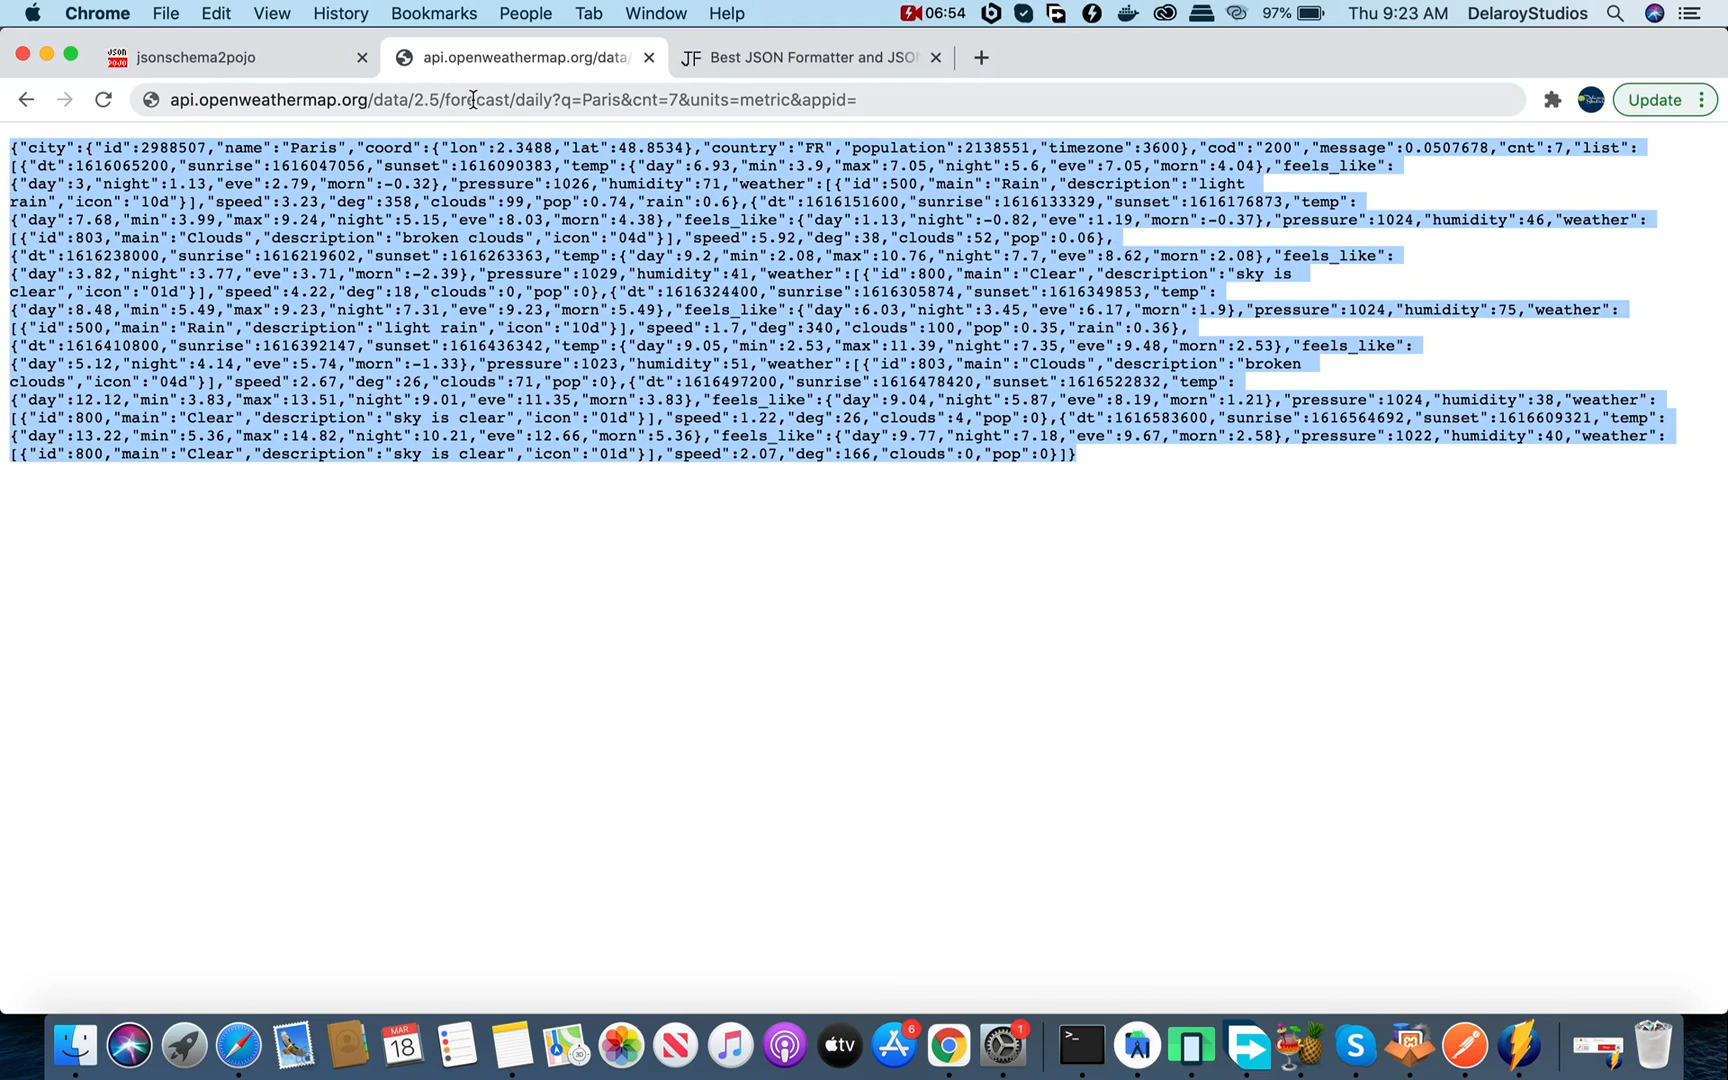 Chrome File Edit View History Bookmarks People Tab Window Help 06:54 97% Thu 9:23 AM DelaroyStudios
JSON POJO jsonschema2pojo api.openweathermap.org/data/ JF Best JSON Formatter and JSO
api.openweathermap.org/data/2.5/forecast/daily?q=Paris&cnt=7&units=metric&appid= Update
{"city":{"id":2988507,"name":"Paris","coord":{"lon":2.3488,"lat":48.8534},"country":"FR","population":2138551,"timezone":3600},"cod":"200","message":0.0507678,"cnt":7,"list":
[{"dt":1616065200,"sunrise":1616047056,"sunset":1616090383,"temp":{"day":6.93,"min":3.9,"max":7.05,"night":5.6,"eve":7.05,"morn":4.04},"feels_like":
{"day":3,"night":1.13,"eve":2.79,"morn":-0.32},"pressure":1026,"humidity":71,"weather":[{"id":500,"main":"Rain","description":"light
rain","icon":"10d"}],"speed":3.23,"deg":358,"clouds":99,"pop":0.74,"rain":0.6},{"dt":1616151600,"sunrise":1616133329,"sunset":1616176873,"temp":
{"day":7.68,"min":3.99,"max":9.24,"night":5.15,"eve":8.03,"morn":4.38},"feels_like":{"day":1.13,"night":-0.82,"eve":1.19,"morn":-0.37},"pressure":1024,"humidity":46,"weather":
[{"id":803,"main":"Clouds","description":"broken clouds","icon":"04d"}],"speed":5.92,"deg":38,"clouds":52,"pop":0.06},
{"dt":1616238000,"sunrise":1616219602,"sunset":1616263363,"temp":{"day":9.2,"min":2.08,"max":10.76,"night":7.7,"eve":8.62,"morn":2.08},"feels_like":
{"day":3.82,"night":3.77,"eve":3.71,"morn":-2.39},"pressure":1029,"humidity":41,"weather":[{"id":800,"main":"Clear","description":"sky is
clear","icon":"01d"}],"speed":4.22,"deg":18,"clouds":0,"pop":0},{"dt":1616324400,"sunrise":1616305874,"sunset":1616349853,"temp":
{"day":8.48,"min":5.49,"max":9.23,"night":7.31,"eve":9.23,"morn":5.49},"feels_like":{"day":6.03,"night":3.45,"eve":6.17,"morn":1.9},"pressure":1024,"humidity":75,"weather":
[{"id":500,"main":"Rain","description":"light rain","icon":"10d"}],"speed":1.7,"deg":340,"clouds":100,"pop":0.35,"rain":0.36},
{"dt":1616410800,"sunrise":1616392147,"sunset":1616436342,"temp":{"day":9.05,"min":2.53,"max":11.39,"night":7.35,"eve":9.48,"morn":2.53},"feels_like":
{"day":5.12,"night":4.14,"eve":5.74,"morn":-1.33},"pressure":1023,"humidity":51,"weather":[{"id":803,"main":"Clouds","description":"broken
clouds","icon":"04d"}],"speed":2.67,"deg":26,"clouds":71,"pop":0},{"dt":1616497200,"sunrise":1616478420,"sunset":1616522832,"temp":
{"day":12.12,"min":3.83,"max":13.51,"night":9.01,"eve":11.35,"morn":3.83},"feels_like":{"day":9.04,"night":5.87,"eve":8.19,"morn":1.21},"pressure":1024,"humidity":38,"weather":
[{"id":800,"main":"Clear","description":"sky is clear","icon":"01d"}],"speed":1.22,"deg":26,"clouds":4,"pop":0},{"dt":1616583600,"sunrise":1616564692,"sunset":1616609321,"temp":
{"day":13.22,"min":5.36,"max":14.82,"night":10.21,"eve":12.66,"morn":5.36},"feels_like":{"day":9.77,"night":7.18,"eve":9.67,"morn":2.58},"pressure":1022,"humidity":40,"weather":
[{"id":800,"main":"Clear","description":"sky is clear","icon":"01d"}],"speed":2.07,"deg":166,"clouds":0,"pop":0}]}
MAR 18 tv 6 1